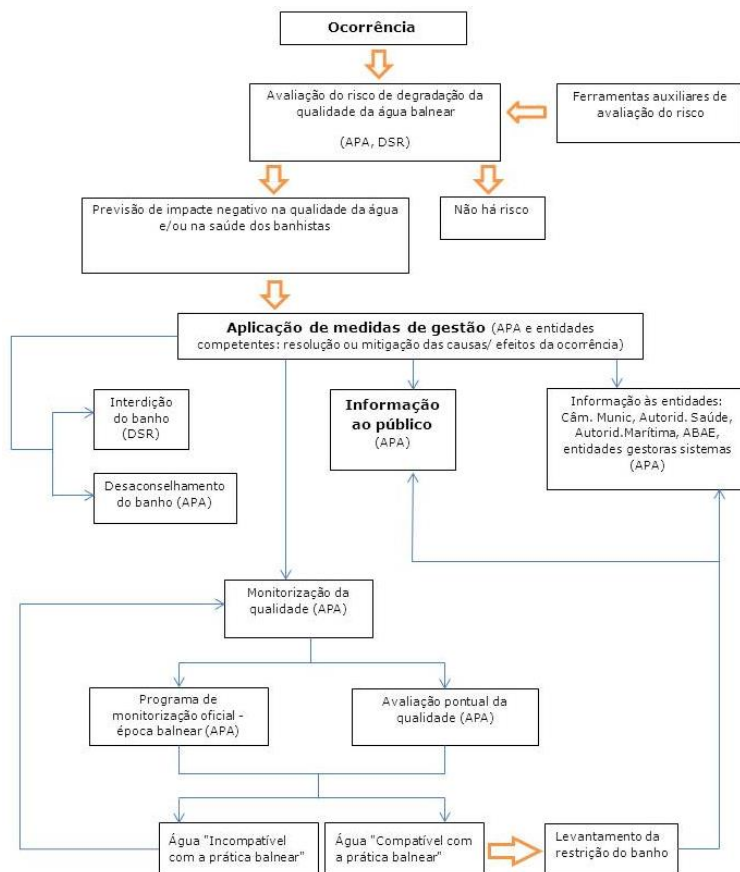 Ocorrência
Avaliação do risco de degradação da
qualidade da água balnear
(APA, DSR)
Ferramentas auxiliares de
avaliação do risco
Previsão de impacte negativo na qualidade da água
e/ou na saúde dos banhistas
Não há risco
Aplicação de medidas de gestão (APA e entidades
competentes: resolução ou mitigação das causas/ efeitos da ocorrência)
Interdição
do banho
(DSR)
Desaconselhamento
do banho (APA)
Informação
ao público
(APA)
Informação às entidades:
Câm. Munic, Autorid. Saúde,
Autorid.Marítima, ABAE,
entidades gestoras sistemas
(APA)
Monitorização da
qualidade (APA)
Programa de
monitorização oficial -
época balnear (APA)
Avaliação pontual da
qualidade (APA)
Água "Incompatível
com a prática balnear"
Água "Compatível com
a prática balnear"
Levantamento da
restrição do banho